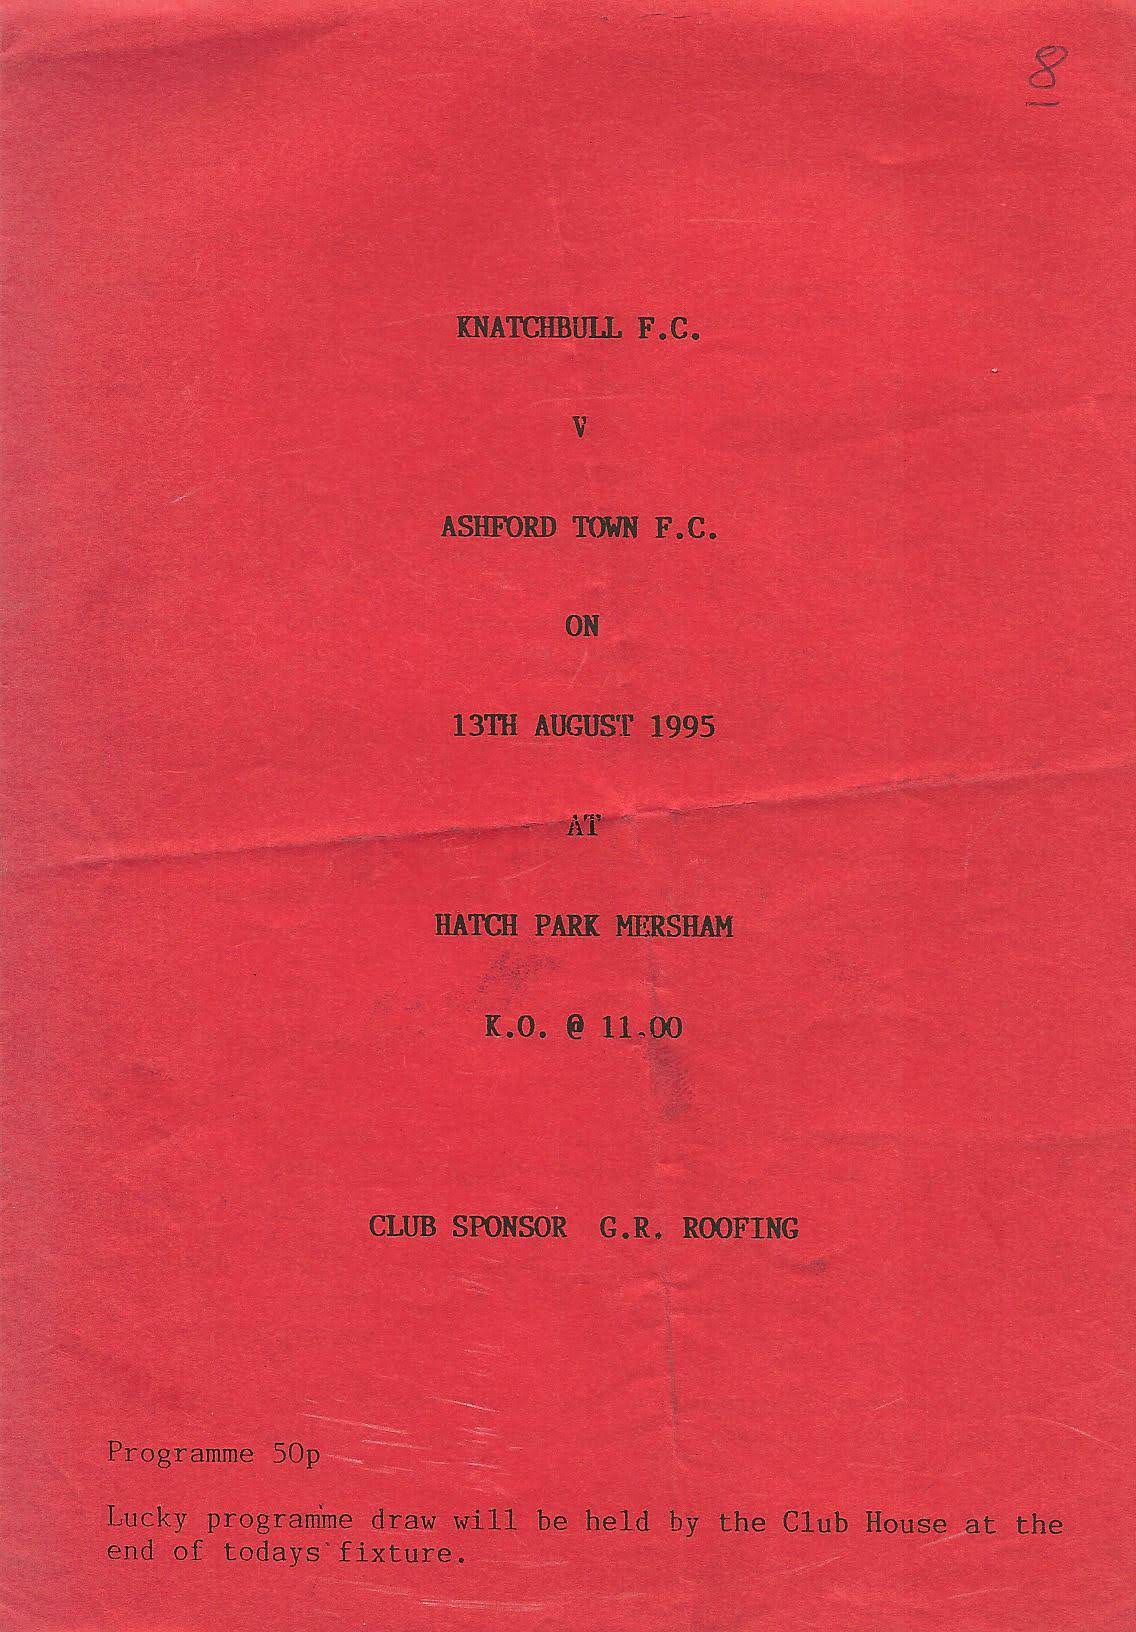 8
KNATCHBULL F.C.
V
ASHFORD TOWN F.C.
ON
13TH AUGUST 1995
AT
HATCH PARK MERSHAM
K.O. @ 11.00
CLUB SPONSOR G.R. ROOFING
Programme 50p
Lucky programme draw will be held by the Club House at the
end of todays fixture.